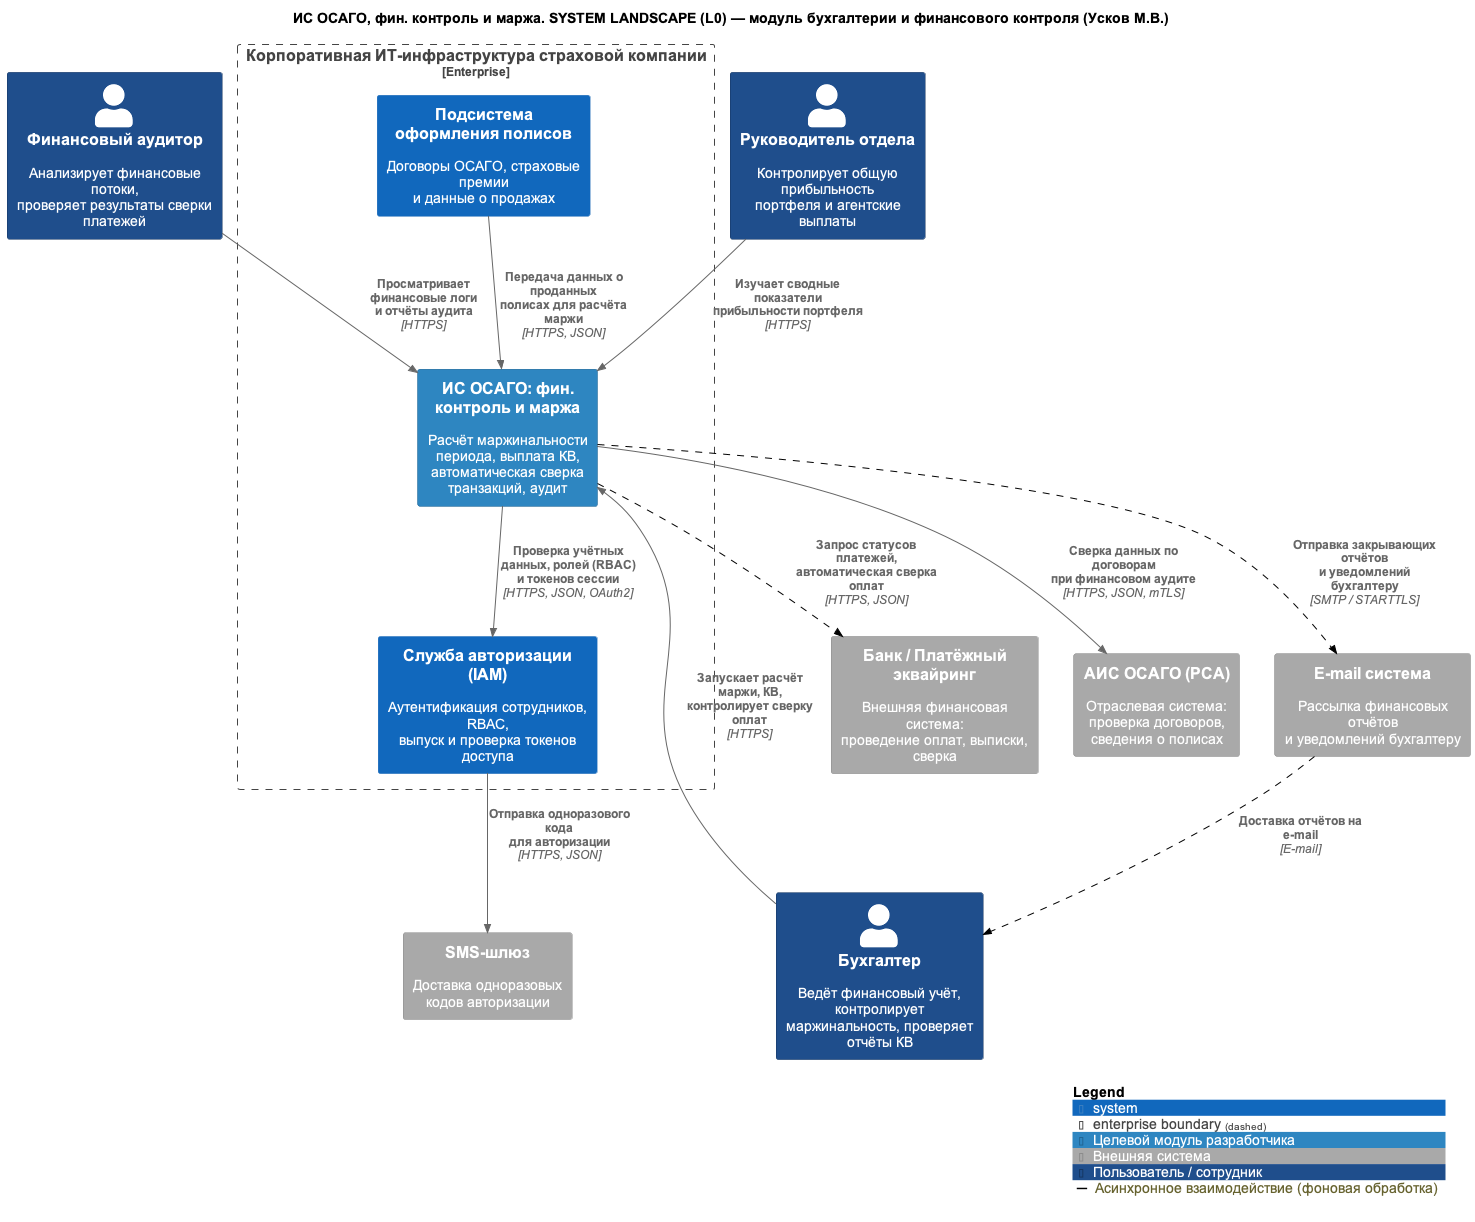 ИС ОСАГО, фин. контроль и маржа. SYSTEM LANDSCAPE (L0) — модуль бухгалтерии и финансового контроля (Усков М.В.)
Корпоративная ИТ-инфраструктура страховой компании
[Enterprise]
Финансовый аудитор
Анализирует финансовые
потоки,
проверяет результаты сверки
платежей
Подсистема
оформления полисов
Договоры ОСАГО, страховые
премии
и данные о продажах
Руководитель отдела
Контролирует общую
прибыльность
портфеля и агентские
выплаты
Просматривает
финансовые логи
и отчёты аудита
[HTTPS]
Передача данных о
проданных
полисах для расчёта
маржи
[HTTPS, JSON]
Изучает сводные
показатели
прибыльности портфеля
[HTTPS]
ИС ОСАГО: фин.
контроль и маржа
Расчёт маржинальности
периода, выплата КВ,
автоматическая сверка
транзакций, аудит
Проверка учётных
данных, ролей (RBAC)
и токенов сессии
[HTTPS, JSON, OAuth2]
Запрос статусов
платежей,
автоматическая сверка
оплат
[HTTPS, JSON]
Сверка данных по
договорам
при финансовом аудите
[HTTPS, JSON, mTLS]
Отправка закрывающих
отчётов
и уведомлений
бухгалтеру
[SMTP / STARTTLS]
Служба авторизации
(IAM)
Аутентификация сотрудников,
RBAC,
выпуск и проверка токенов
доступа
Запускает расчёт
маржи, КВ,
контролирует сверку
оплат
[HTTPS]
Банк / Платёжный
эквайринг
Внешняя финансовая
система:
проведение оплат, выписки,
сверка
АИС ОСАГО (РСА)
Отраслевая система:
проверка договоров,
сведения о полисах
E-mail система
Рассылка финансовых
отчётов
и уведомлений бухгалтеру
Отправка одноразового
кода
для авторизации
[HTTPS, JSON]
Доставка отчётов на
e-mail
[E-mail]
SMS-шлюз
Доставка одноразовых
кодов авторизации
Бухгалтер
Ведёт финансовый учёт,
контролирует
маржинальность, проверяет
отчёты КВ
Legend
system
enterprise boundary (dashed)
Целевой модуль разработчика
Внешняя система
Пользователь / сотрудник
Асинхронное взаимодействие (фоновая обработка)